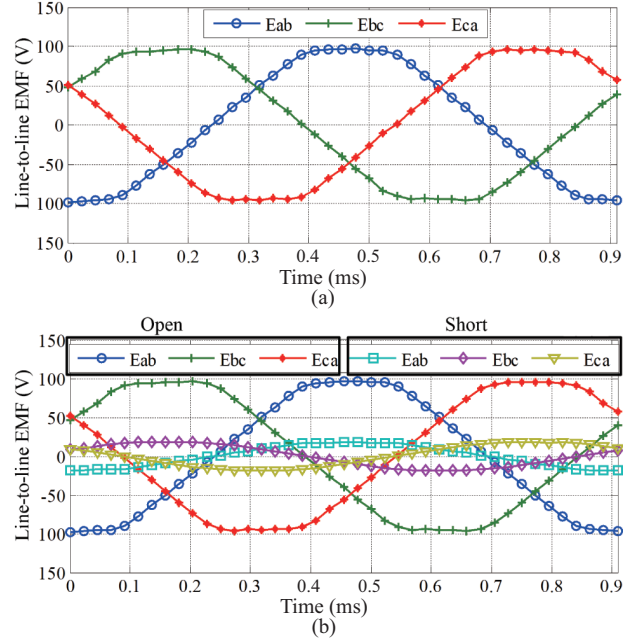 Eab Ebc Eca
Line-to-line EMF (V)
150
100
50
0
-50
100
150
0 0.1 0.2 0.3 0.4 0.5 0.6 0.7 0.8 0.9
Time (ms)
(a)
Open Short
Eab Ebc Eca Eab Ebc Eca
Line-to-line EMF (V)
150
100
50
0
-50
100
150
0 0.1 0.2 0.3 0.4 0.5 0.6 0.7 0.8 0.9
Time (ms)
(b)